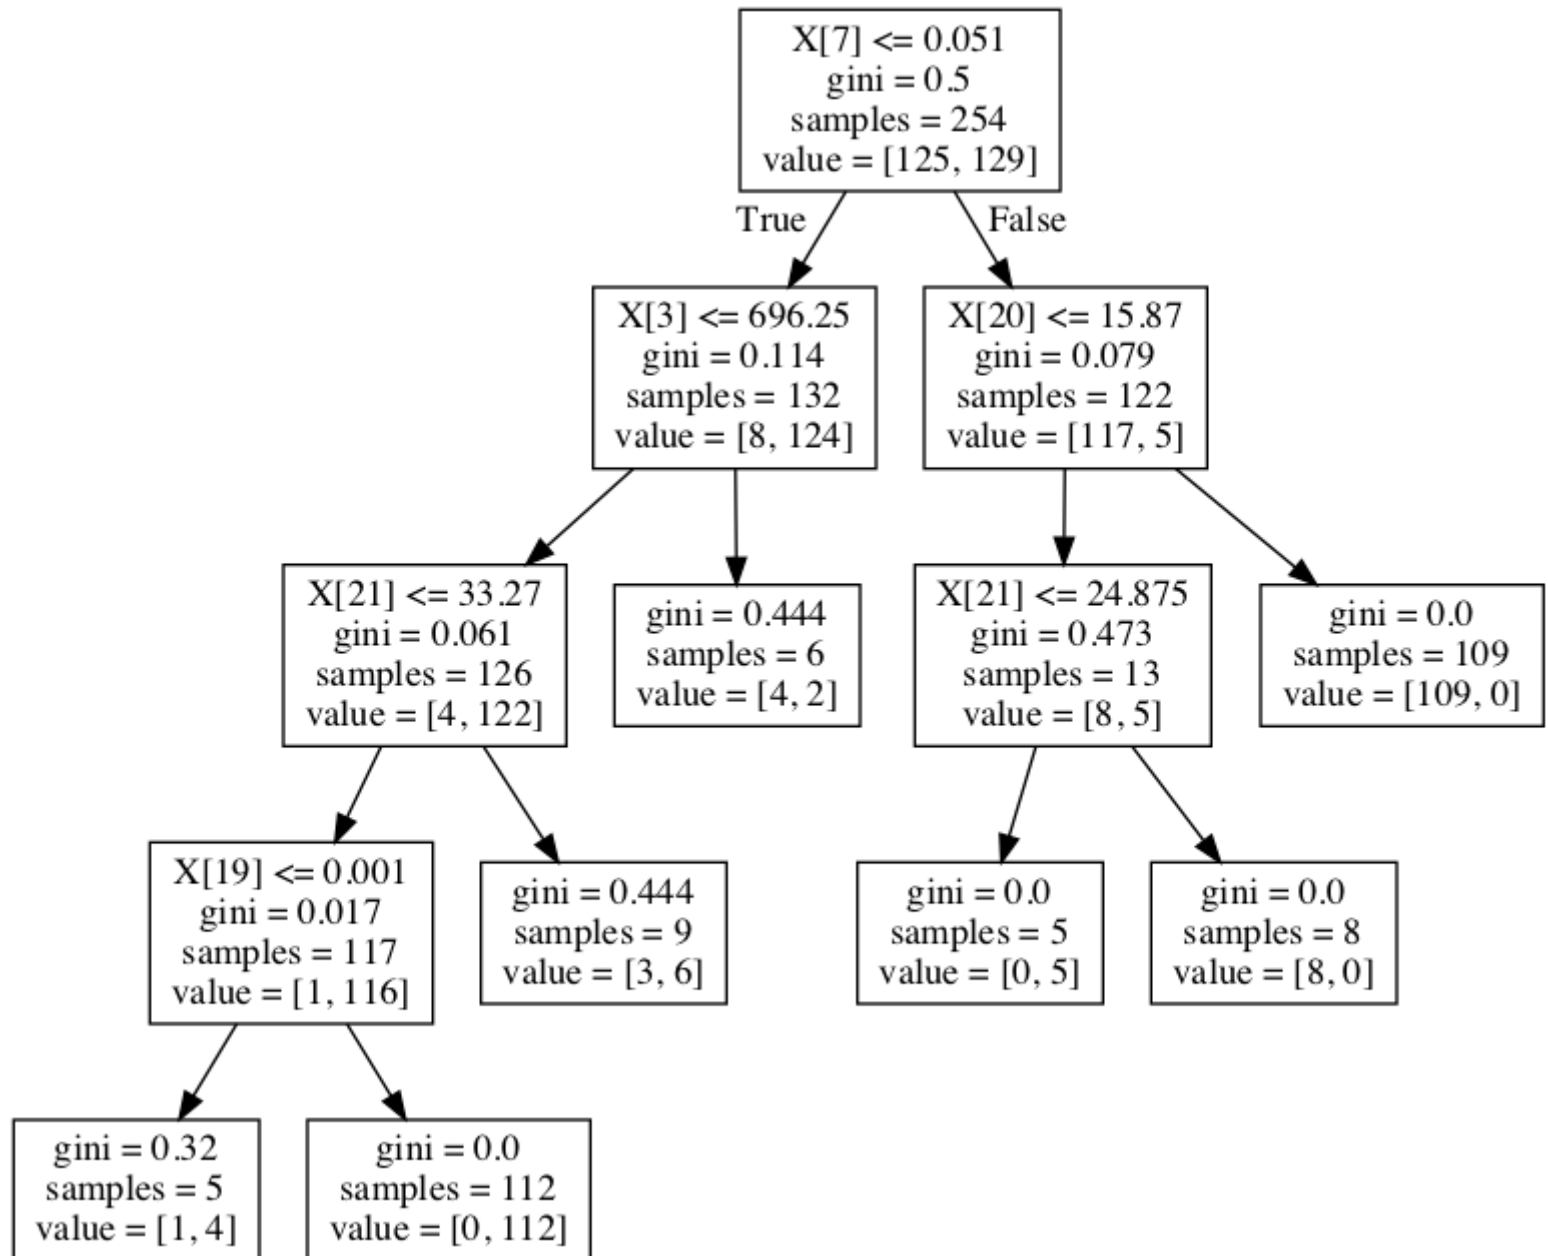 X[7] <= 0.051
gini = 0.5
samples = 254
value = [125, 129]
True
False
X[3] <= 696.25
gini = 0.114
samples = 132
value = [8, 124]
X[20] <= 15.87
gini = 0.079
samples = 122
value = [117, 5]
X[21] <= 33.27
gini = 0.061
samples = 126
value = [4, 122]
gini = 0.444
samples = 6
value = [4, 2]
X[21] <= 24.875
gini = 0.473
samples = 13
value = [8, 5]
gini = 0.0
samples = 109
value = [109, 0]
X[19] <= 0.001
gini = 0.017
samples = 117
value = [1, 116]
gini = 0.444
samples = 9
value = [3, 6]
gini = 0.0
samples = 5
value = [0, 5]
gini = 0.0
samples = 8
value = [8, 0]
gini = 0.32
samples = 5
value = [1, 4]
gini = 0.0
samples = 112
value = [0, 112]